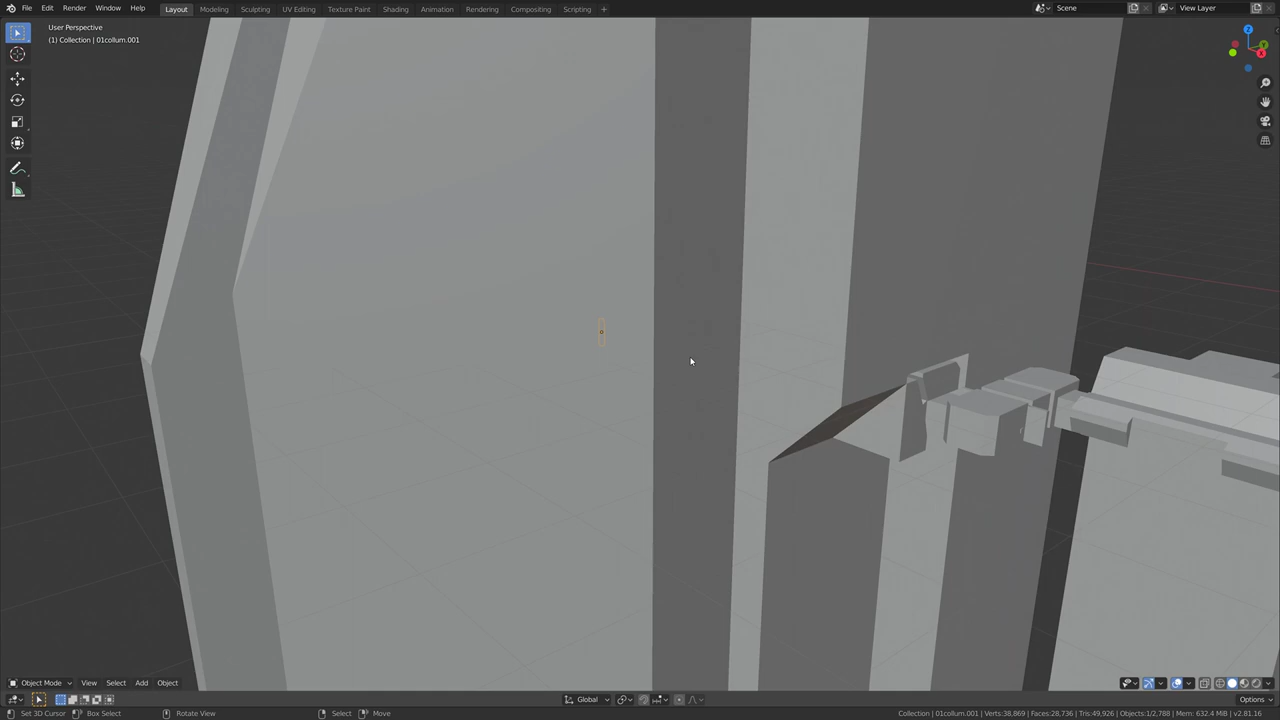 File Edit Render Window Help Layout Modeling Sculpting UV Editing Texture Paint Shading Animation Rendering Compositing Scripting + Scene View Layer
User Perspective
(1) Collection | 01collum.001
Z
Y
X
Object Mode View Select Add Object
Global Options
Set 3D Cursor Box Select Rotate View Select Move Collection | 01collum.001 | Verts:38,869 | Faces:28,736 | Tris:49,926 | Objects:1/2,788 | Mem: 632.4 MiB | v2.81.16